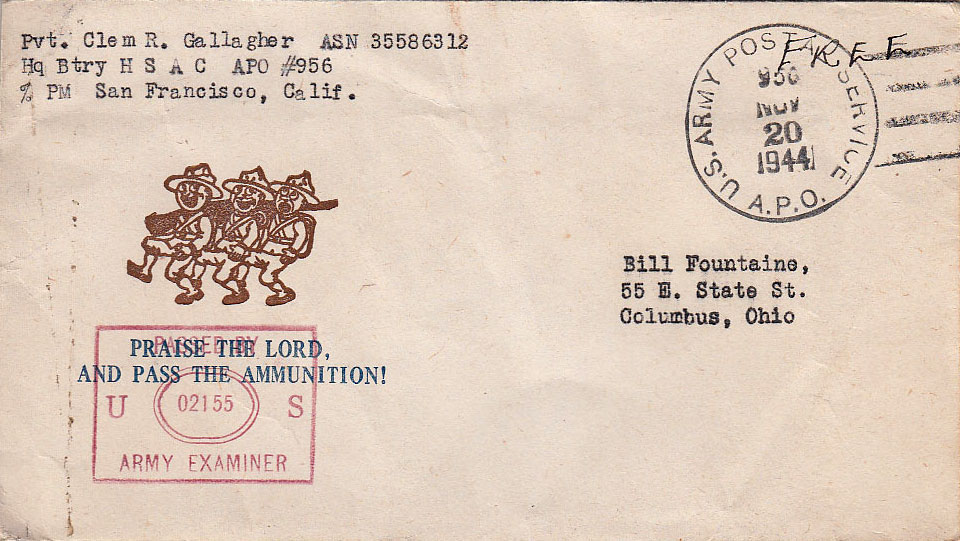 Pvt. Clem R. Gallagher ASN 35586312
Hq Btry H S A C APO #956
% PM San Francisco, Calif.
FREE
U.S. ARMY POSTAL SERVICE
956
NOV
20
1944
A.P.O.
Bill Fountaine,
55 E. State St.
Columbus, Ohio
PRAISE THE LORD,
AND PASS THE AMMUNITION!
PASSED BY
U 02155 S
ARMY EXAMINER